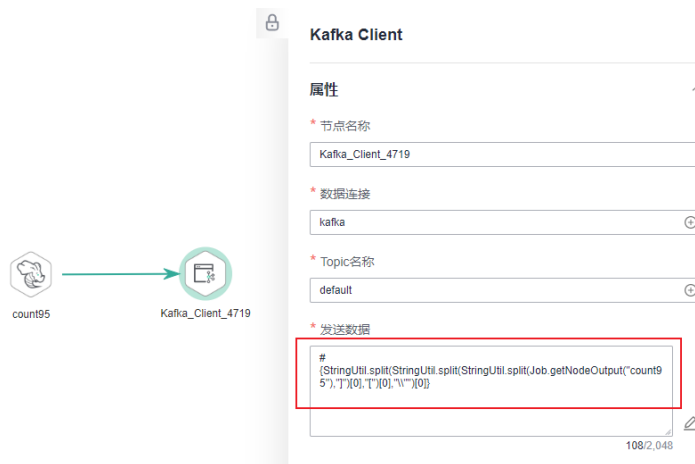 Kafka Client
属性
* 节点名称
Kafka_Client_4719
* 数据连接
kafka
* Topic名称
default
* 发送数据
#
{StringUtil.split(StringUtil.split(StringUtil.split(Job.getNodeOutput("count9
5"),"]")[0],"[")[0],"\\"")[0]}
108/2,048
count95
Kafka_Client_4719